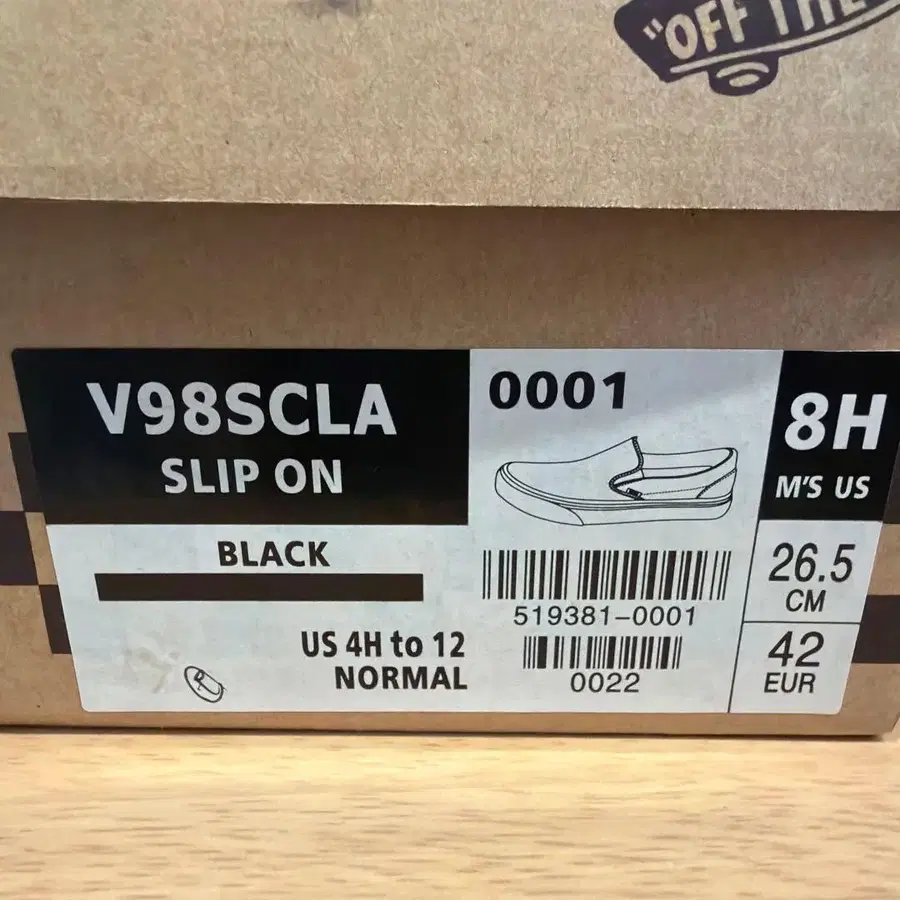 "OFF THE
V98SCLA
SLIP ON
0001
8H
M'S US
BLACK
26.5
CM
519381-0001
US 4H to 12
NORMAL
0022
42
EUR